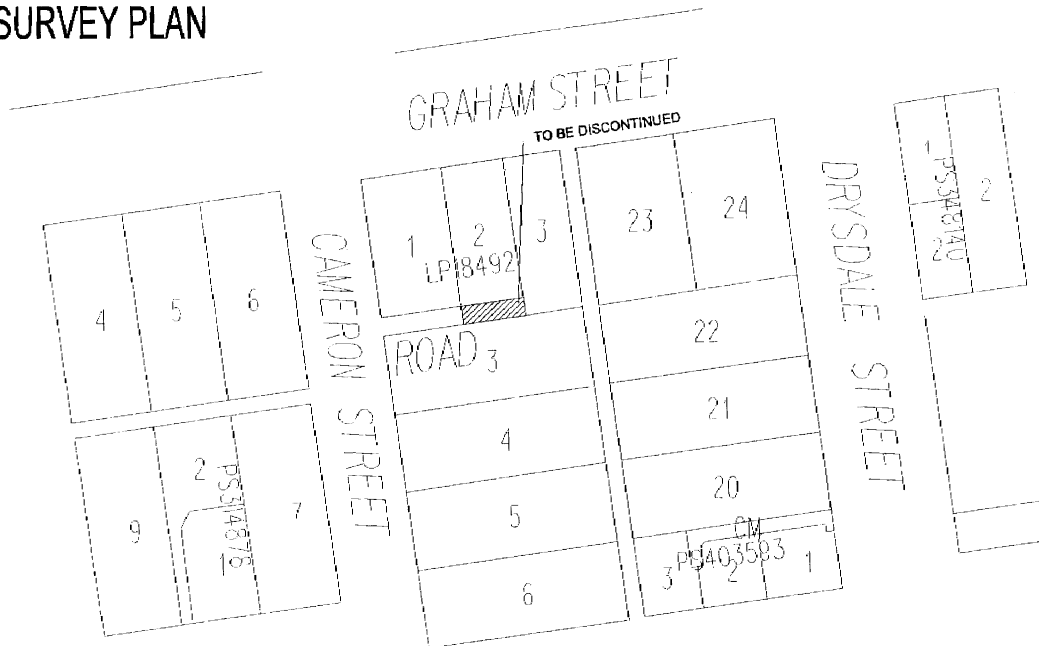 SURVEY PLAN
GRAHAM STREET
TO BE DISCONTINUED
1
2
3
LP18492
23
24
DRYSDALE STREET
1
2
PS348140
2
4
5
6
CAMERON STREET
ROAD
3
22
21
4
5
6
9
2
PS314876
1
7
20
CM
PS403593
3
2
1